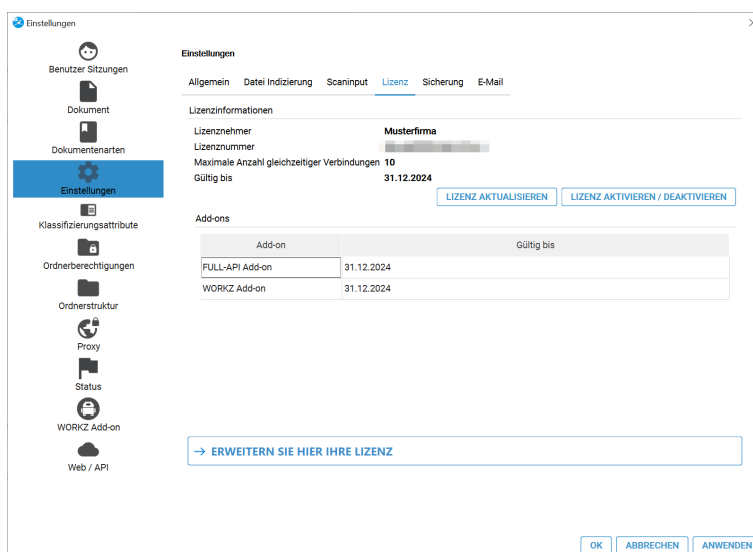 Einstellungen
Benutzer Sitzungen
Dokument
Dokumentenarten
Einstellungen
Klassifizierungsattribute
Ordnerberechtigungen
Ordnerstruktur
Proxy
Status
WORKZ Add-on
Web / API
Einstellungen
Allgemein Datei Indizierung Scaninput Lizenz Sicherung E-Mail
Lizenzinformationen
Lizenznehmer Musterfirma
Lizenznummer
Maximale Anzahl gleichzeitiger Verbindungen 10
Gültig bis 31.12.2024
LIZENZ AKTUALISIEREN LIZENZ AKTIVIEREN / DEAKTIVIEREN
Add-ons
Add-on Gültig bis
FULL-API Add-on 31.12.2024
WORKZ Add-on 31.12.2024
→ ERWEITERN SIE HIER IHRE LIZENZ
OK ABBRECHEN ANWENDEN